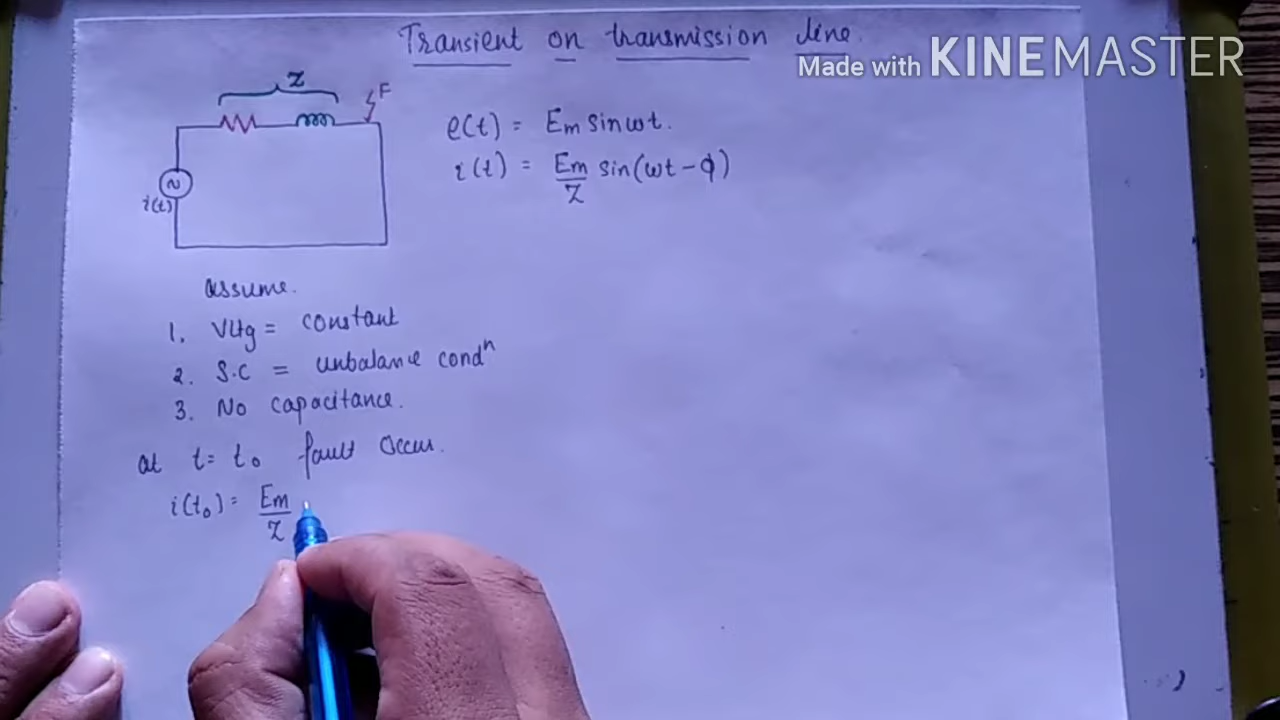 Transient on transmission line.
Made with KINEMASTER
Z
F
e(t) = Em sinωt.
i(t) = Em/Z sin(ωt-φ)
i(t)
assume.
1. Vltg = constant
2. S.C = unbalance condⁿ
3. No capacitance.
at t= t₀ fault occur.
i(t₀) = Em/Z